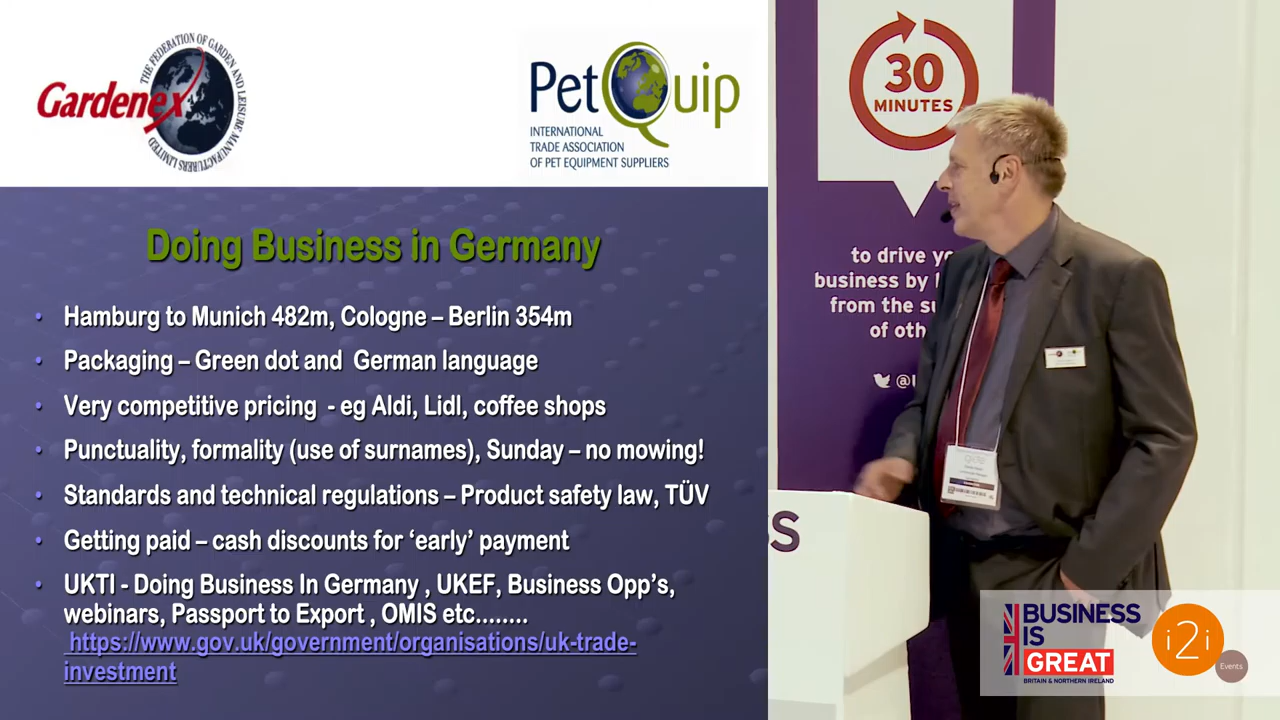 Gardenex
THE FEDERATION OF GARDEN AND LEISURE MANUFACTURERS LIMITED
PetQuip
INTERNATIONAL
TRADE ASSOCIATION
OF PET EQUIPMENT SUPPLIERS
Doing Business in Germany
• Hamburg to Munich 482m, Cologne – Berlin 354m
• Packaging – Green dot and German language
• Very competitive pricing - eg Aldi, Lidl, coffee shops
• Punctuality, formality (use of surnames), Sunday – no mowing!
• Standards and technical regulations – Product safety law, TÜV
• Getting paid – cash discounts for ‘early’ payment
• UKTI - Doing Business In Germany , UKEF, Business Opp’s,
webinars, Passport to Export , OMIS etc........
https://www.gov.uk/government/organisations/uk-trade-
investment
30
MINUTES
to drive
business by
from the
of
@
S
BUSINESS
IS
GREAT
BRITAIN & NORTHERN IRELAND
i2i
Events